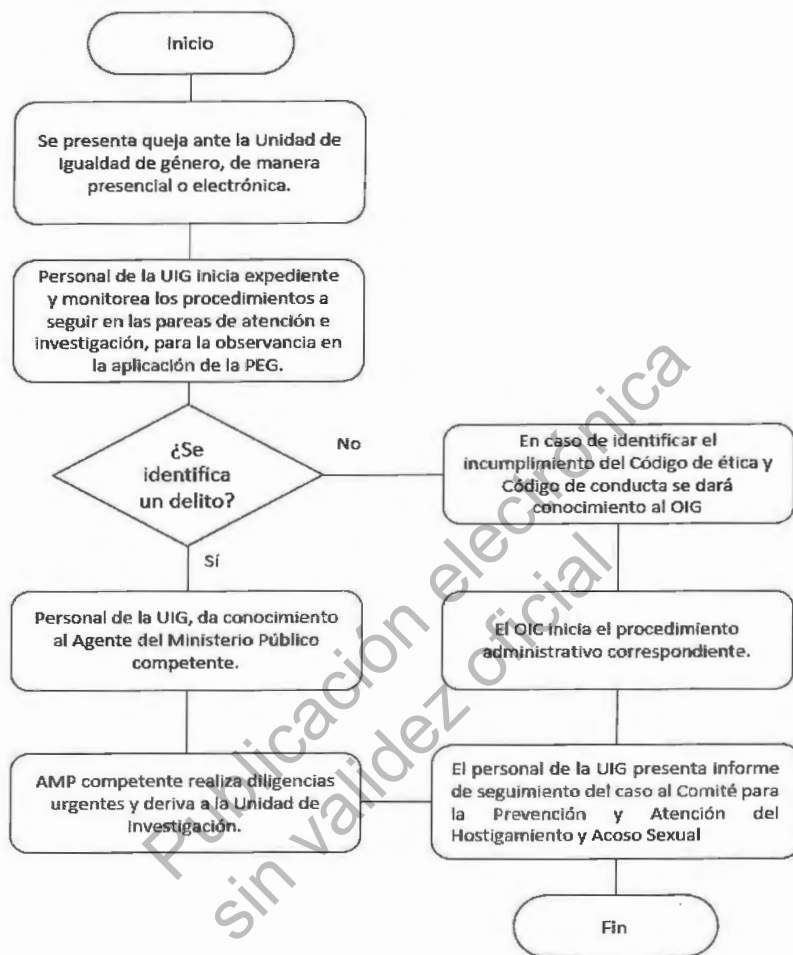 Inicio
Se presenta queja ante la Unidad de
Igualdad de género, de manera
presencial o electrónica.
Personal de la UIG inicia expediente
y monitorea los procedimientos a
seguir en las pareas de atención e
investigación, para la observancia en
la aplicación de la PEG.
¿Se
identifica
un delito?
No
En caso de identificar el
incumplimiento del Código de ética y
Código de conducta se dará
conocimiento al OIG
Sí
Personal de la UIG, da conocimiento
al Agente del Ministerio Público
competente.
El OIC inicia el procedimiento
administrativo correspondiente.
AMP competente realiza diligencias
urgentes y deriva a la Unidad de
Investigación.
El personal de la UIG presenta informe
de seguimiento del caso al Comité para
la Prevención y Atención del
Hostigamiento y Acoso Sexual
Fin
Publicación electrónica
sin validez oficial